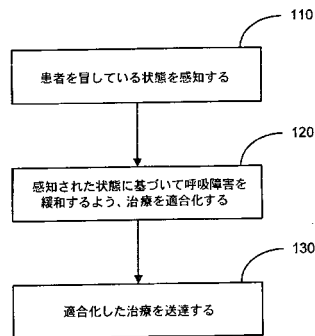 110
患者を冒している状態を感知する
120
感知された状態に基づいて呼吸障害を
緩和するよう、治療を適合化する
130
適合化した治療を送達する